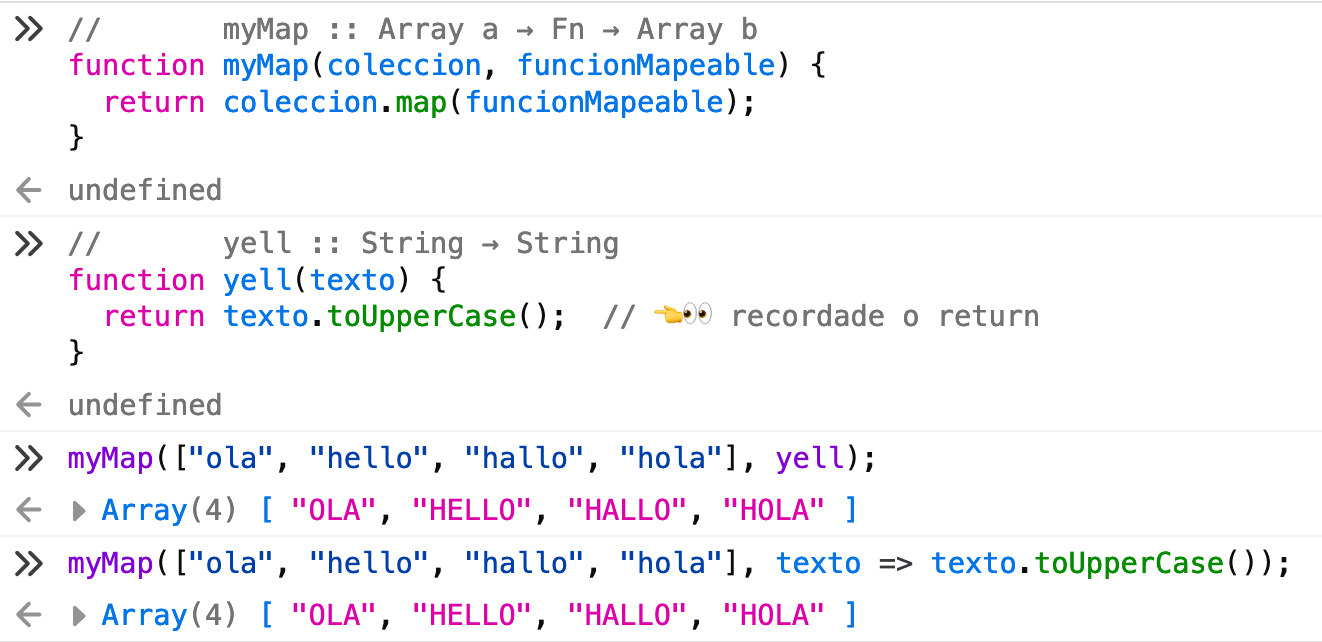 » //       myMap :: Array a → Fn → Array b
function myMap(coleccion, funcionMapeable) {
  return coleccion.map(funcionMapeable);
}
← undefined
» //       yell :: String → String
function yell(texto) {
  return texto.toUpperCase();  // 👈👀 recordade o return
}
← undefined
» myMap(["ola", "hello", "hallo", "hola"], yell);
← ▶ Array(4) [ "OLA", "HELLO", "HALLO", "HOLA" ]
» myMap(["ola", "hello", "hallo", "hola"], texto => texto.toUpperCase());
← ▶ Array(4) [ "OLA", "HELLO", "HALLO", "HOLA" ]